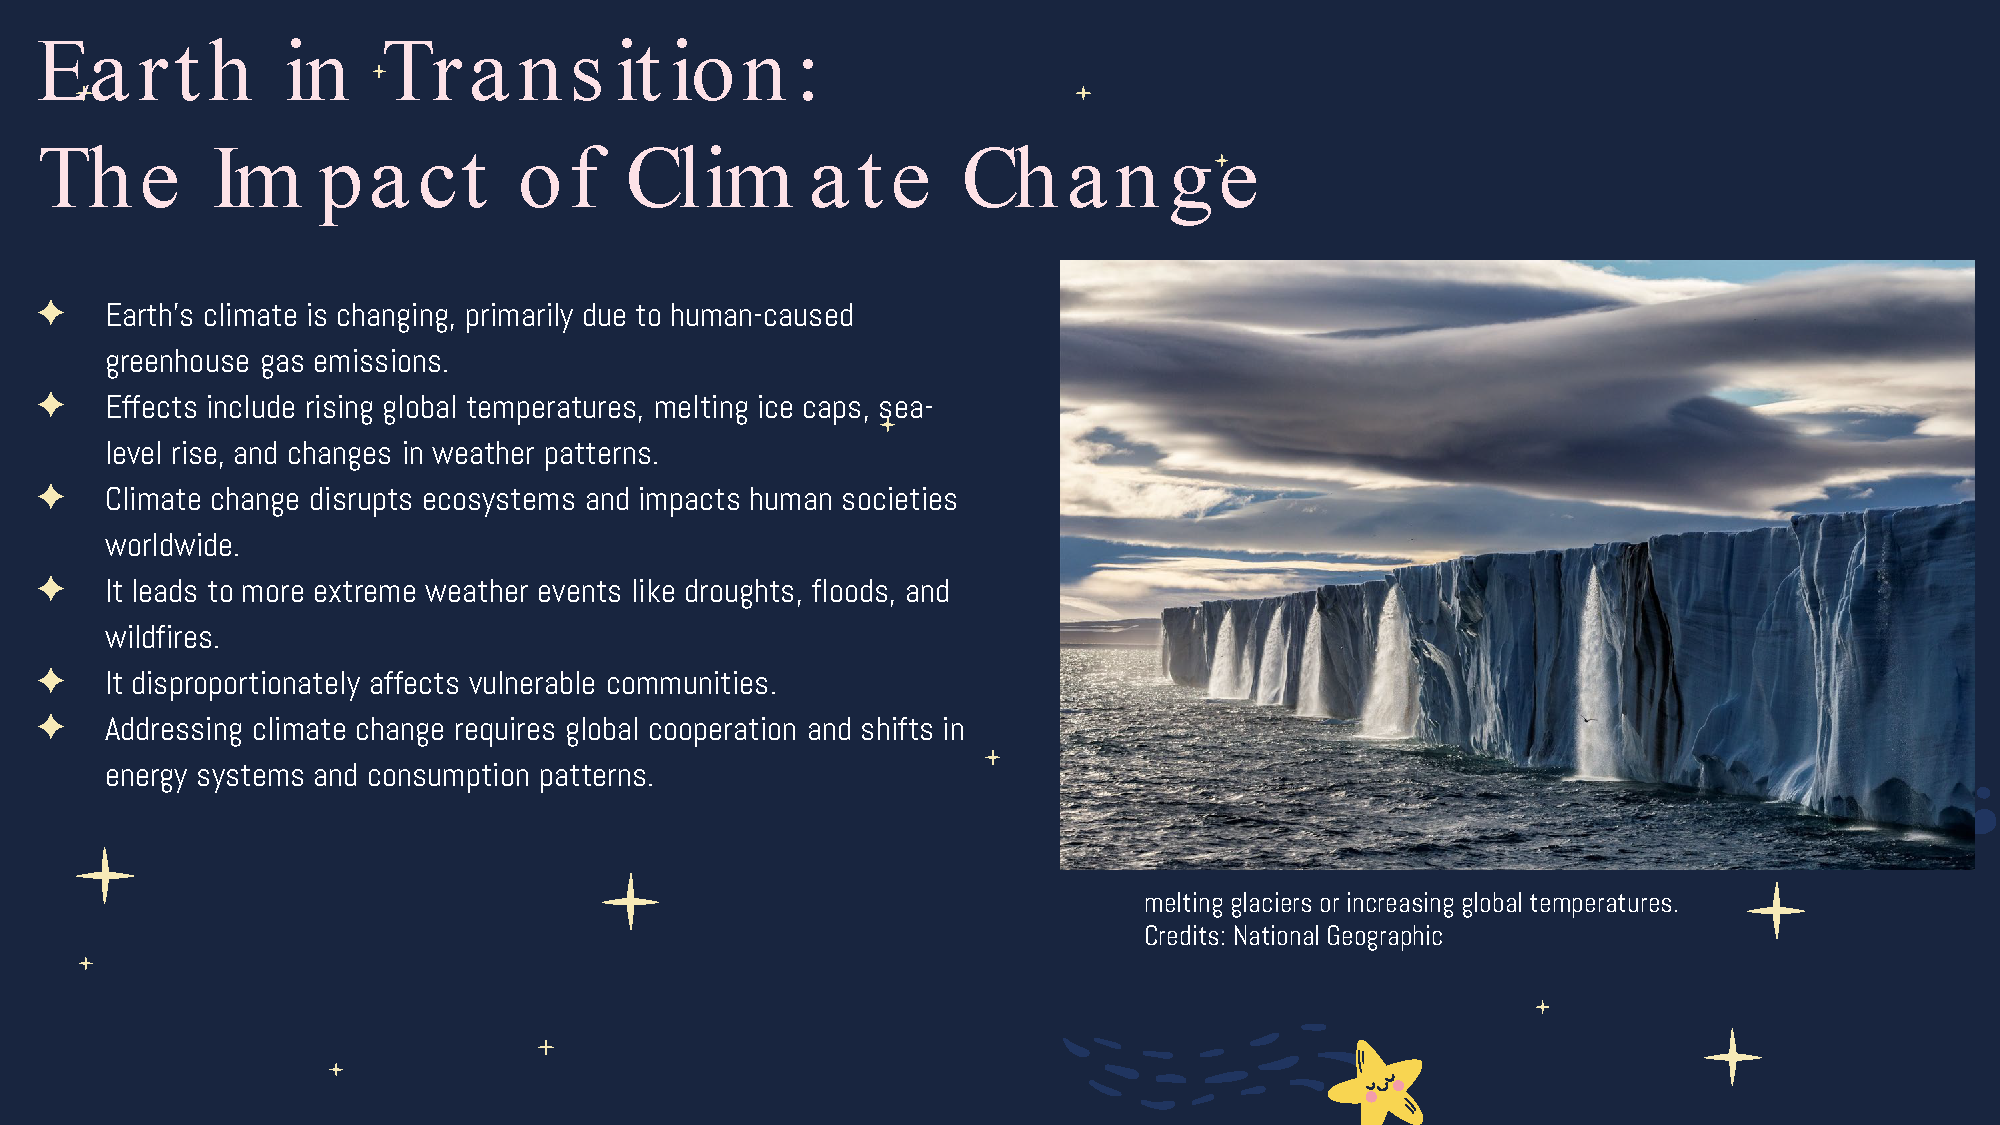 Earth in Transition:
The Impact of Climate Change
Earth's climate is changing, primarily due to human-caused
greenhouse gas emissions.
Effects include rising global temperatures, melting ice caps, sea-
level rise, and changes in weather patterns.
Climate change disrupts ecosystems and impacts human societies
worldwide.
It leads to more extreme weather events like droughts, floods, and
wildfires.
It disproportionately affects vulnerable communities.
Addressing climate change requires global cooperation and shifts in
energy systems and consumption patterns.
melting glaciers or increasing global temperatures.
Credits: National Geographic